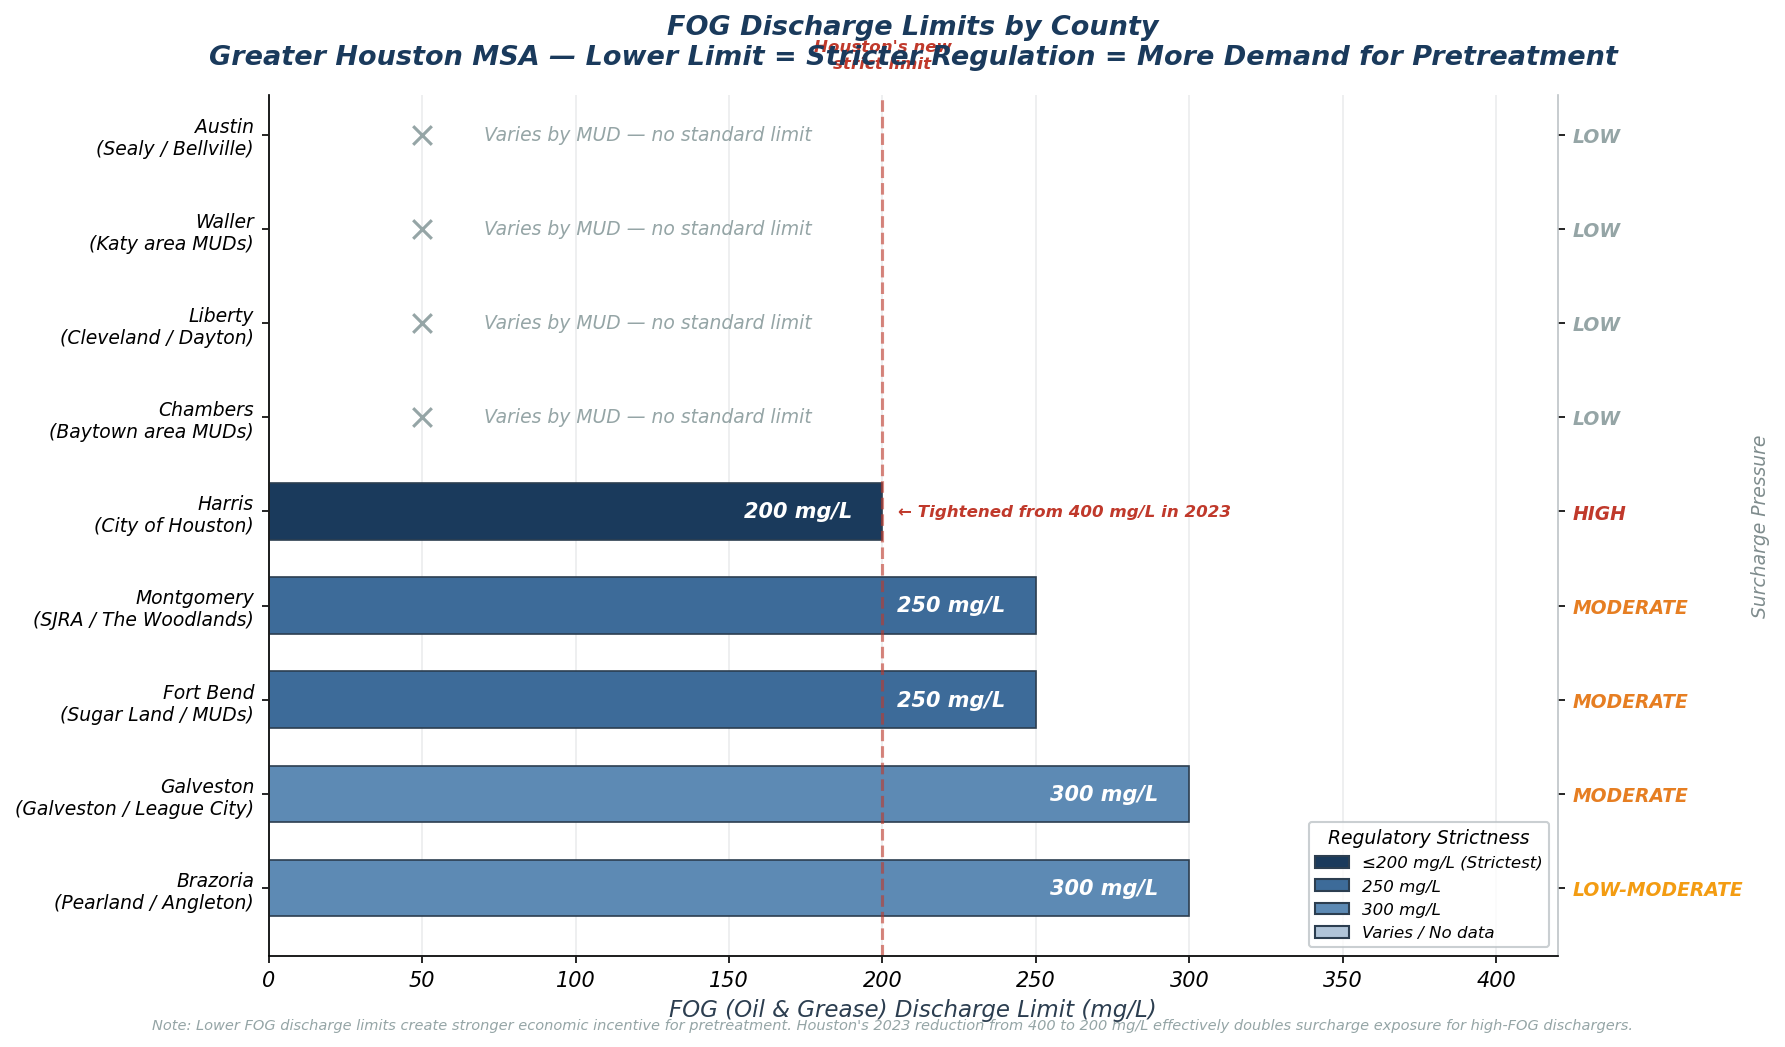 FOG Discharge Limits by County
Greater Houston MSA — Lower Limit = Stricter Regulation = More Demand for Pretreatment
Houston's new
strict limit
Austin
(Sealy / Bellville)
Varies by MUD — no standard limit
LOW
Waller
(Katy area MUDs)
Varies by MUD — no standard limit
LOW
Liberty
(Cleveland / Dayton)
Varies by MUD — no standard limit
LOW
Chambers
(Baytown area MUDs)
Varies by MUD — no standard limit
LOW
Harris
(City of Houston)
200 mg/L
← Tightened from 400 mg/L in 2023
HIGH
Montgomery
(SJRA / The Woodlands)
250 mg/L
MODERATE
Fort Bend
(Sugar Land / MUDs)
250 mg/L
MODERATE
Galveston
(Galveston / League City)
300 mg/L
MODERATE
Brazoria
(Pearland / Angleton)
300 mg/L
LOW-MODERATE
Surcharge Pressure
Regulatory Strictness
≤200 mg/L (Strictest)
250 mg/L
300 mg/L
Varies / No data
0 50 100 150 200 250 300 350 400
FOG (Oil & Grease) Discharge Limit (mg/L)
Note: Lower FOG discharge limits create stronger economic incentive for pretreatment. Houston's 2023 reduction from 400 to 200 mg/L effectively doubles surcharge exposure for high-FOG dischargers.